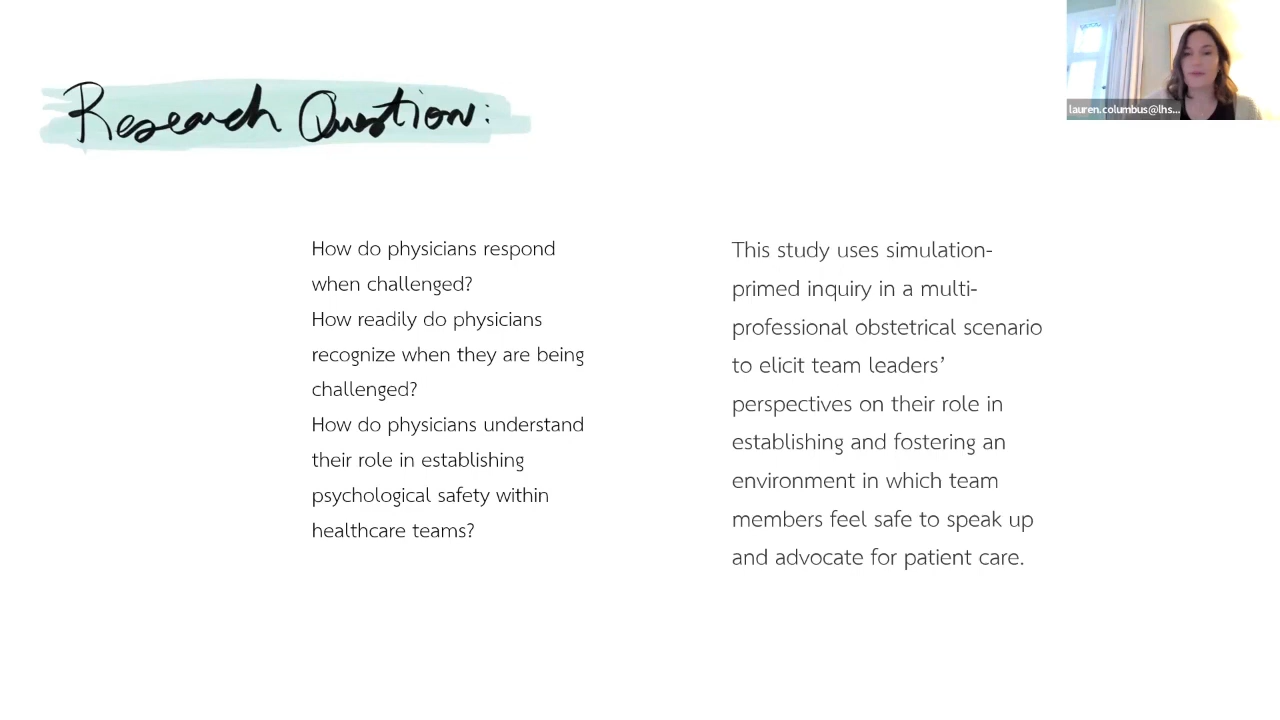 Research Question:
lauren.columbus@lhs...
How do physicians respond
when challenged?
How readily do physicians
recognize when they are being
challenged?
How do physicians understand
their role in establishing
psychological safety within
healthcare teams?
This study uses simulation-
primed inquiry in a multi-
professional obstetrical scenario
to elicit team leaders’
perspectives on their role in
establishing and fostering an
environment in which team
members feel safe to speak up
and advocate for patient care.